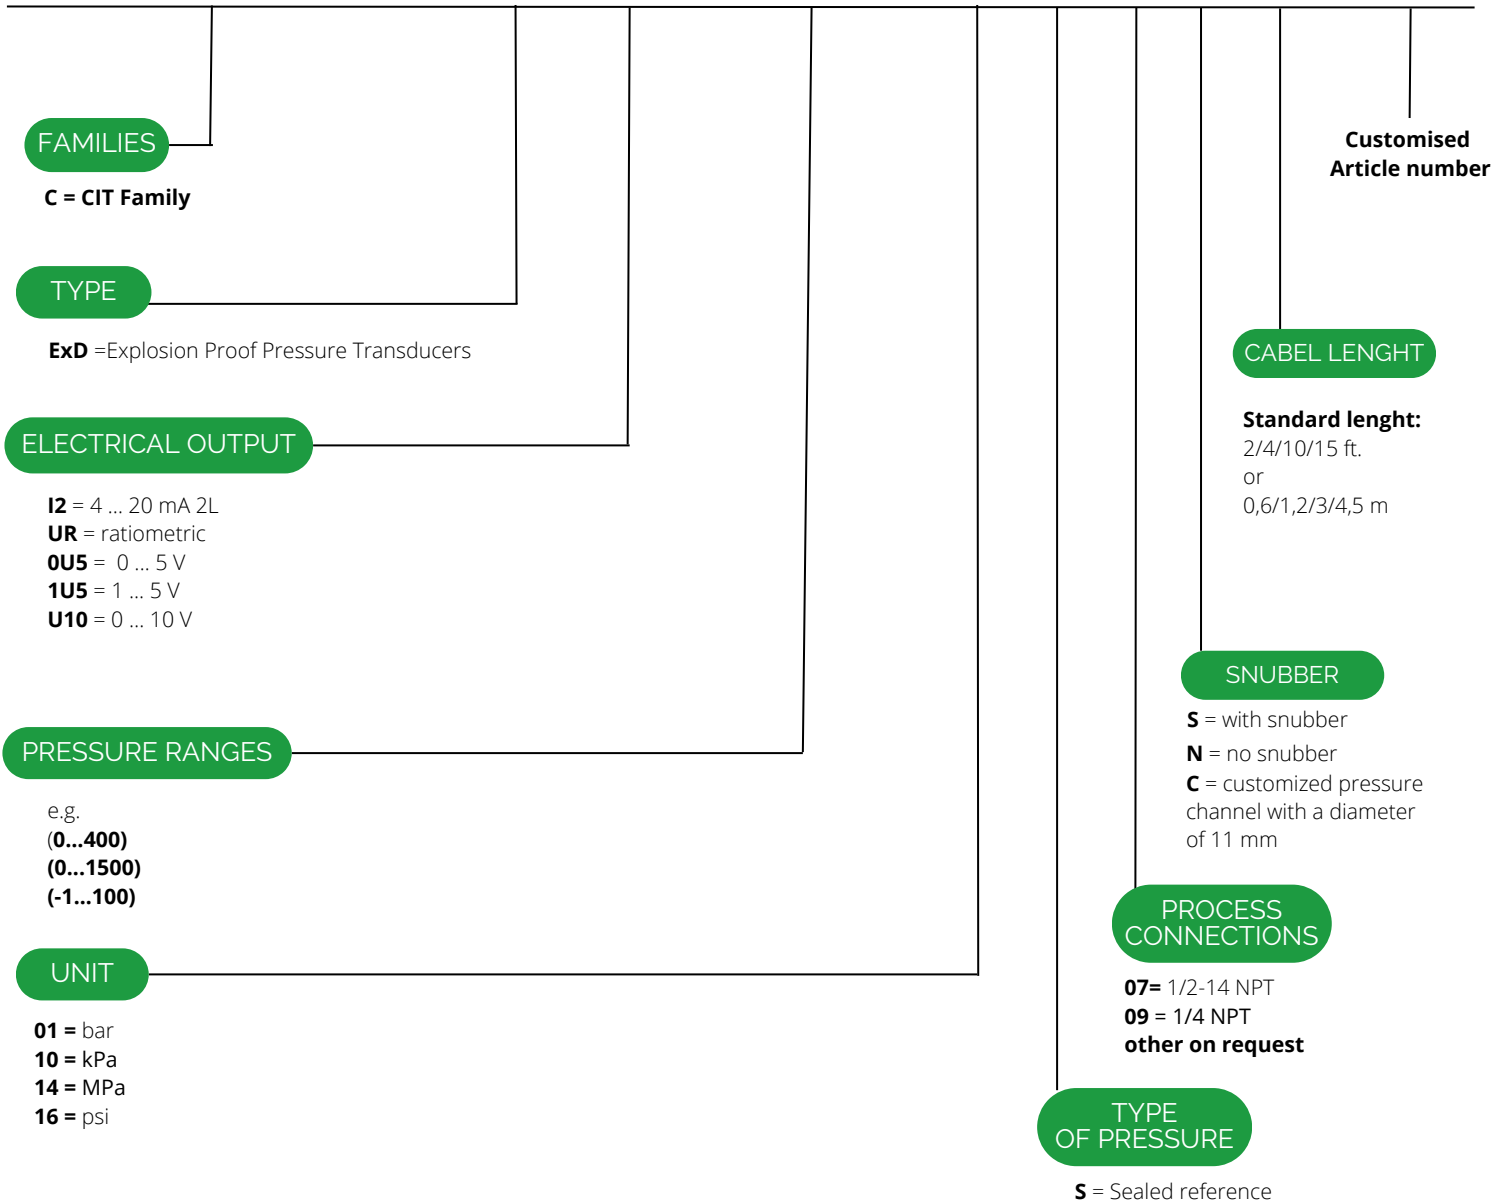 FAMILIES
C = CIT Family
TYPE
ExD =Explosion Proof Pressure Transducers
ELECTRICAL OUTPUT
I2 = 4 ... 20 mA 2L
UR = ratiometric
0U5 = 0 ... 5 V
1U5 = 1 ... 5 V
U10 = 0 ... 10 V
PRESSURE RANGES
e.g.
(0...400)
(0...1500)
(-1...100)
UNIT
01 = bar
10 = kPa
14 = MPa
16 = psi
Customised
Article number
CABEL LENGHT
Standard lenght:
2/4/10/15 ft.
or
0,6/1,2/3/4,5 m
SNUBBER
S = with snubber
N = no snubber
C = customized pressure
channel with a diameter
of 11 mm
PROCESS
CONNECTIONS
07= 1/2-14 NPT
09 = 1/4 NPT
other on request
TYPE
OF PRESSURE
S = Sealed reference